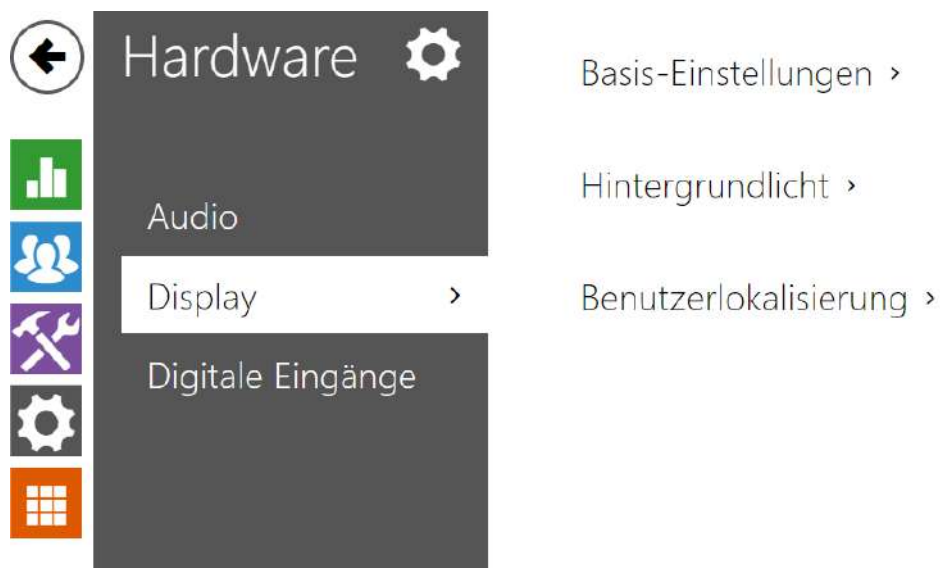 Hardware
Audio
Display >
Digitale Eingänge
Basis-Einstellungen >
Hintergrundlicht >
Benutzerlokalisierung >